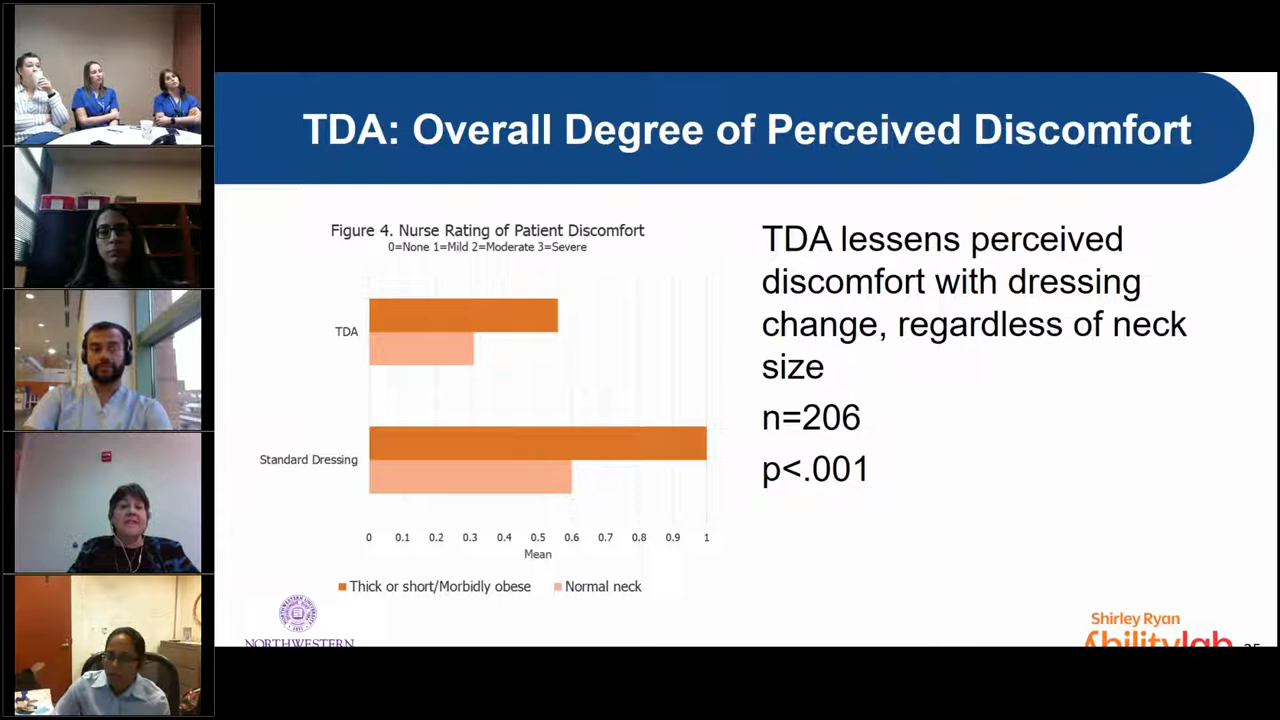 TDA: Overall Degree of Perceived Discomfort
Figure 4. Nurse Rating of Patient Discomfort
0=None 1=Mild 2=Moderate 3=Severe
TDA
Standard Dressing
0 0.1 0.2 0.3 0.4 0.5 0.6 0.7 0.8 0.9 1
Mean
Thick or short/Morbidly obese Normal neck
TDA lessens perceived
discomfort with dressing
change, regardless of neck
size
n=206
p<.001
NORTHWESTERN
Shirley Ryan
Abilitylab